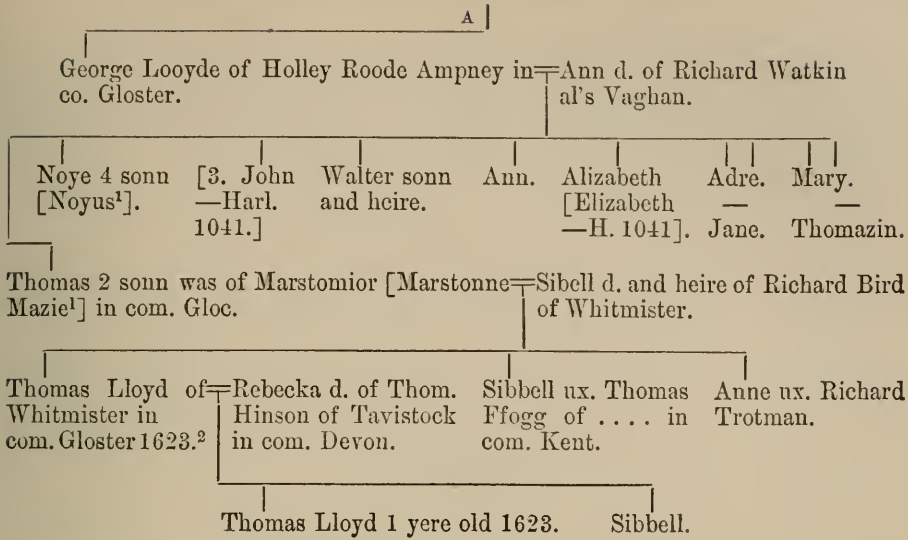 A
George Looyde of Holley Roode Ampney in=Ann d. of Richard Watkin
co. Gloster. al's Vaghan.
Noye 4 sonn [3. John Walter sonn Ann. Alizabeth Adre. Mary.
[Noyus¹]. —Harl. and heire. [Elizabeth — —
1041.] —H. 1041]. Jane. Thomazin.
Thomas 2 sonn was of Marstomior [Marstonne=Sibell d. and heire of Richard Bird
Mazie¹] in com. Gloc. of Whitmister.
Thomas Lloyd of=Rebecka d. of Thom. Sibbell ux. Thomas Anne ux. Richard
Whitmister in Hinson of Tavistock Ffogg of .... in Trotman.
com. Gloster 1623.² in com. Devon. com. Kent.
Thomas Lloyd 1 yere old 1623. Sibbell.